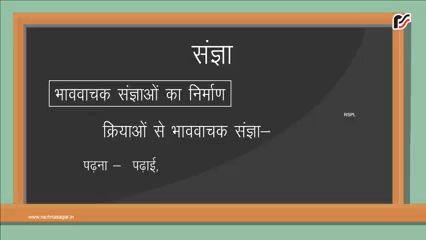 संज्ञा
भाववाचक संज्ञाओं का निर्माण
क्रियाओं से भाववाचक संज्ञा–
RSPL
पढ़ना – पढ़ाई,
www.rachnasagar.in